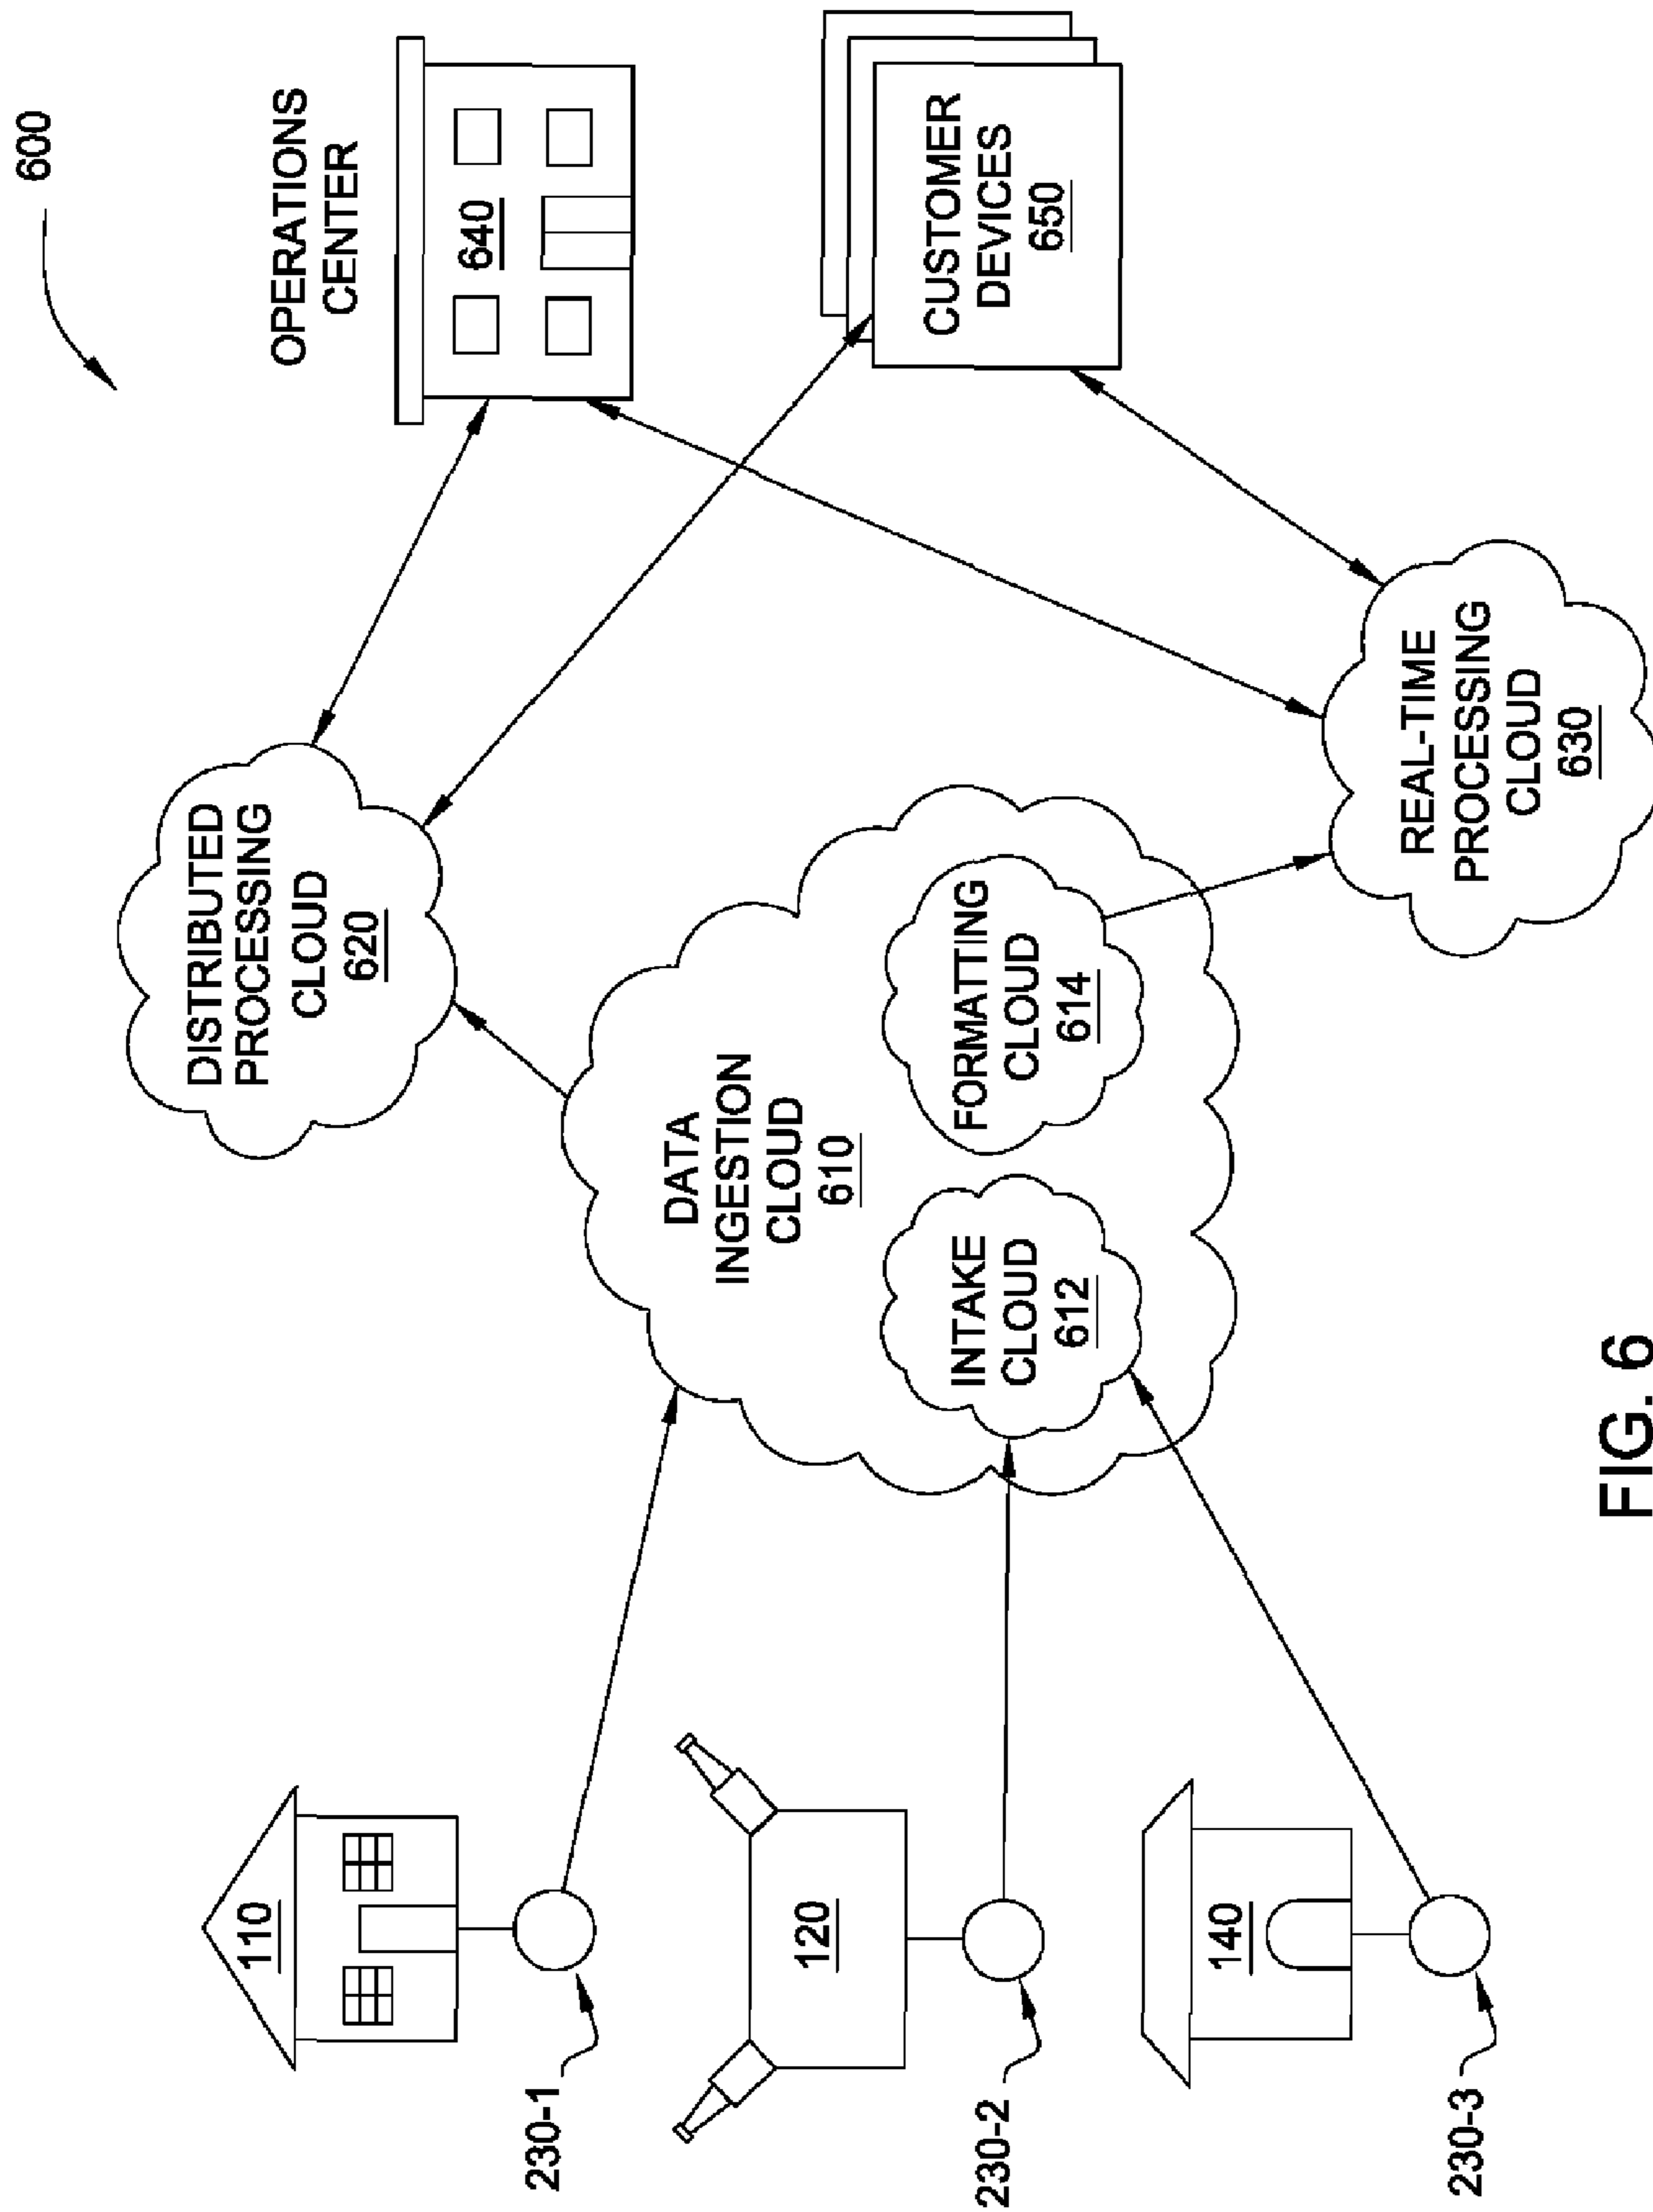 600
OPERATIONS
CENTER
640
CUSTOMER
DEVICES
650
DISTRIBUTED
PROCESSING
CLOUD
620
REAL-TIME
PROCESSING
CLOUD
630
DATA
INGESTION
CLOUD
610
INTAKE
CLOUD
612
FORMATTING
CLOUD
614
110
230-1
120
230-2
140
230-3
FIG. 6